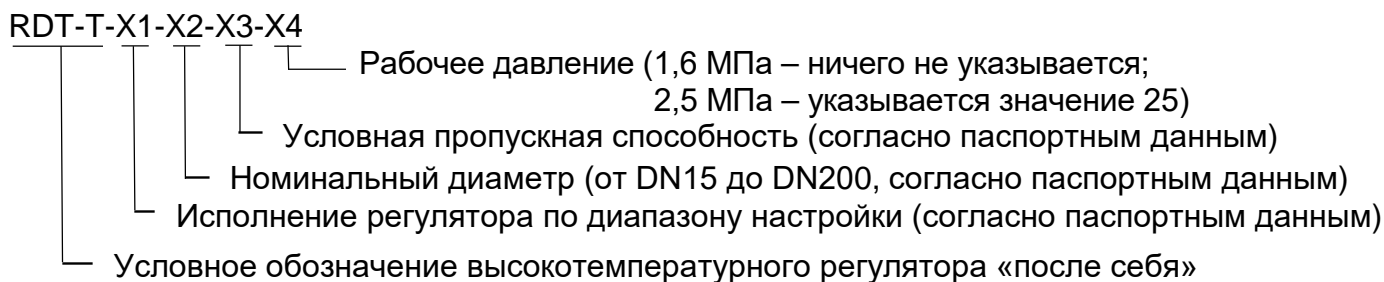 RDT-T-X1-X2-X3-X4
Рабочее давление (1,6 МПа – ничего не указывается;
2,5 МПа – указывается значение 25)
Условная пропускная способность (согласно паспортным данным)
Номинальный диаметр (от DN15 до DN200, согласно паспортным данным)
Исполнение регулятора по диапазону настройки (согласно паспортным данным)
Условное обозначение высокотемпературного регулятора «после себя»